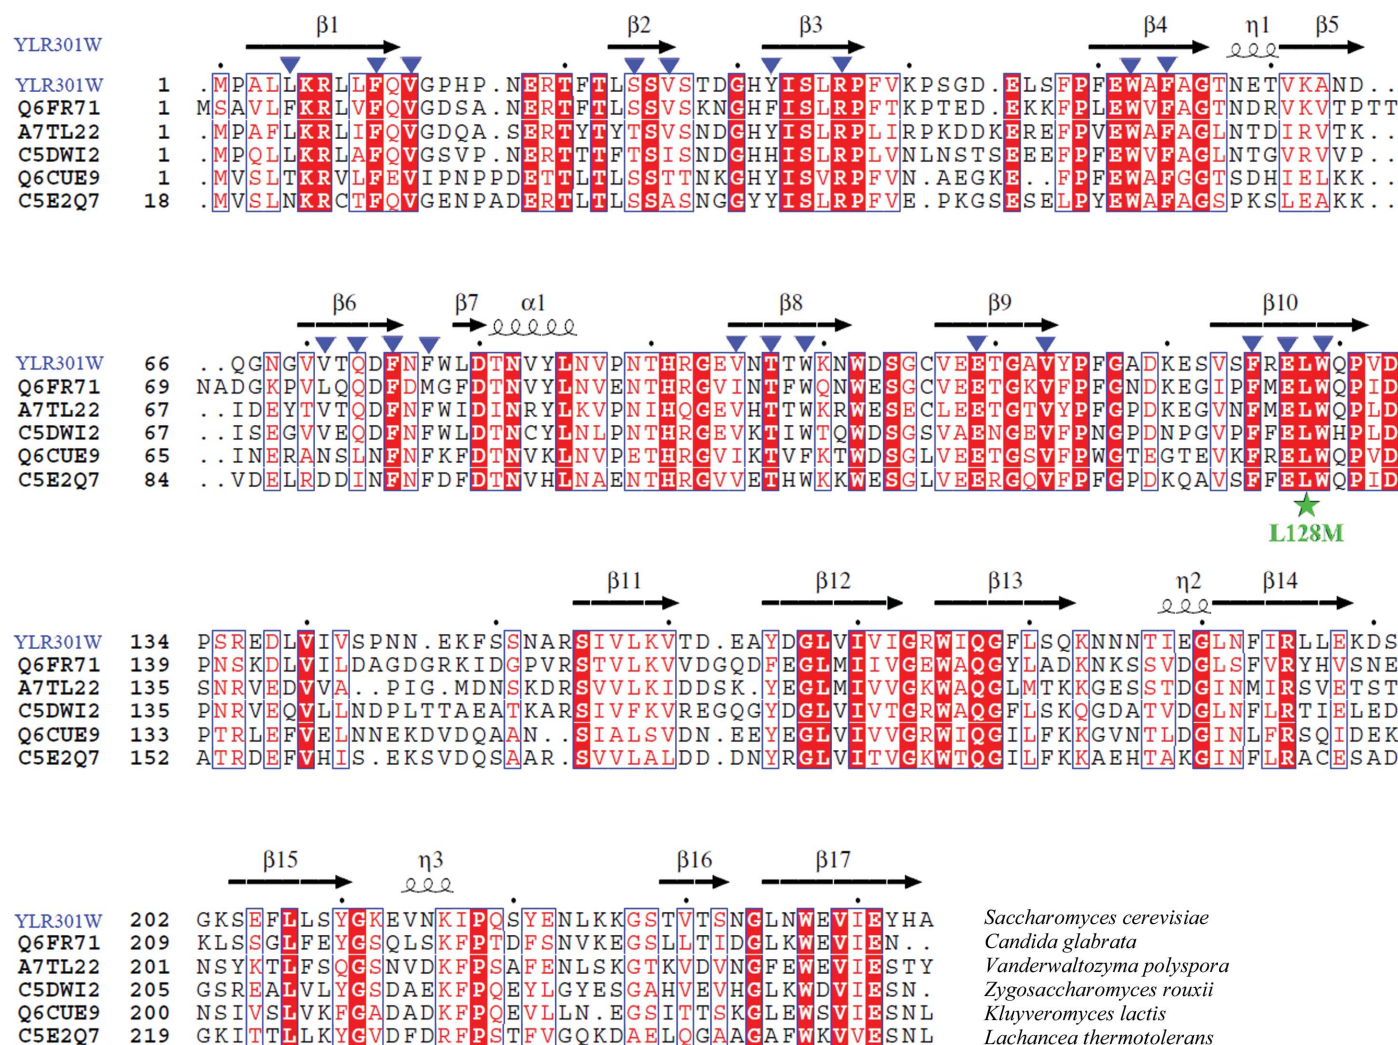 β1 β2 β3 β4 η1 β5
YLR301W
YLR301W 1 .MPALLKRLLFQVGPHP.NERTFTLSSVSTDGHYISLRPFVKPSGD.ELSFPFEWAFAGTNETVKAND..
Q6FR71 1 MSAVLFKRLVFQVGDSA.NERTFTLSSVSKNGHFISLRPFTKPTED.EKKFPLEWAFAGTNDRVKVTPTT
A7TL22 1 .MPAFLKRLIFQVGDQA.SERTYTYTSVSNDGHYISLRPLIRPKDDKEREFPVEWAFAGLNTDIRVTK..
C5DWI2 1 .MPQLLKRLAFQVGSVP.NERTTTFTSISNDGHHISLRPLVNLNSTSEEEFPFEWVFAGLNTGVRVVP..
Q6CUE9 1 .MVSLTKRVLFEVIPNPPDETTLTLSSTTNKGHYISVRPFVN.AEGKE..FPFEWAFGGTSDHIELKK..
C5E2Q7 18 .MVSLNKRCTFQVGENPADERTLTLSSASNGGYYISLRPFVE.PKGSESELPYEWAFAGSPKSLEAKK..
β6 β7 α1 β8 β9 β10
YLR301W 66 ..QGNGVVTQDFNFWLDTNVYLNVPNTHRGEVNTTWKNWDSGCVEETGAVYPFGADKESVSFRELWQPVD
Q6FR71 69 NADGKPVLQQDFDMGFDTNVYLNVENTHRGVINTFWQNWESGLVEETGKVFPFGNDKEGIPFMELWQPID
A7TL22 67 ..IDEYTVTQDFNFWIDINRYLKVPNIHQGEVHTTWKRWESECLEETGTVYPFGPDKEGVNFMELWQPLD
C5DWI2 67 ..ISEGVVEQDFNFWLDTNCYLNLPNTHRGEVKTIWTQWDSGSVAENGEVFPNGPDNPGVPFFELWHPLD
Q6CUE9 65 ..INERANSLNFNFKFDTNVKLNVPETHRGVIKTVFKTWDSGLVEETGSVFPWGTEGTEVKFRELWQPVD
C5E2Q7 84 ..VDELRDDINFNFDFDTNVHLNAENTHRGVVETHWKKWESGLVEERGQVFPFGPDKQAVSFFELWQPID
L128M
β11 β12 β13 η2 β14
YLR301W 134 PSREDLVIVSPNN.EKFSSNARSIVLKVTD.EAYDGLVIVIGRWIQGFLSQKNNNTIEGLNFIRLLEKDS
Q6FR71 139 PNSKDLVILDAGDGRKIDGPVRSTVLKVVDGQDFEGLMIIVGEWAQGYLADKNKSSVDGLSFVRYHVSNE
A7TL22 135 SNRVEDVVA..PIG.MDNSKDRSVVLKIDDSK.YEGLMIVVGKWAQGLMTKKGESSTDGINMIRSVETST
C5DWI2 135 PNRVEQVLLNDPLTTAEATKARSIVFKVREGQGYDGLVIVTGRWAQGFLSKQGDATVDGLNFLRTIELED
Q6CUE9 133 PTRLEFVELNNEKDVDQAAN..SIALSVDN.EEYEGLVIVVGRWIQGILFKKGVNTLDGINLFRSQIDEK
C5E2Q7 152 ATRDEFVHIS.EKSVDQSAAR.SVVLALDD.DNYRGLVITVGKWTQGILFKKAEHTAKGINFLRACESAD
β15 η3 β16 β17
YLR301W 202 GKSEFLLSYGKEVNKIPQSYENLKKGSTVTSNGLNWEVIEYHA Saccharomyces cerevisiae
Q6FR71 209 KLSSGLFEYGSQLSKFPTDFSNVKEGSLLTIDGLKWEVIEN.. Candida glabrata
A7TL22 201 NSYKTLFSQGSNVDKFPSAFENLSKGTKVDVNGFEWEVIESTY Vanderwaltozyma polyspora
C5DWI2 205 GSREALVLYGSDAEKFPQEYLGYESGAHVEVHGLKWDVIESN. Zygosaccharomyces rouxii
Q6CUE9 200 NSIVSLVKFGADADKFPQEVLLN.EGSITTSKGLEWSVIESNL Kluyveromyces lactis
C5E2Q7 219 GKITTLLKYGVDFDRFPSTFVGQKDAELQGAAGAFWKVVESNL Lachancea thermotolerans